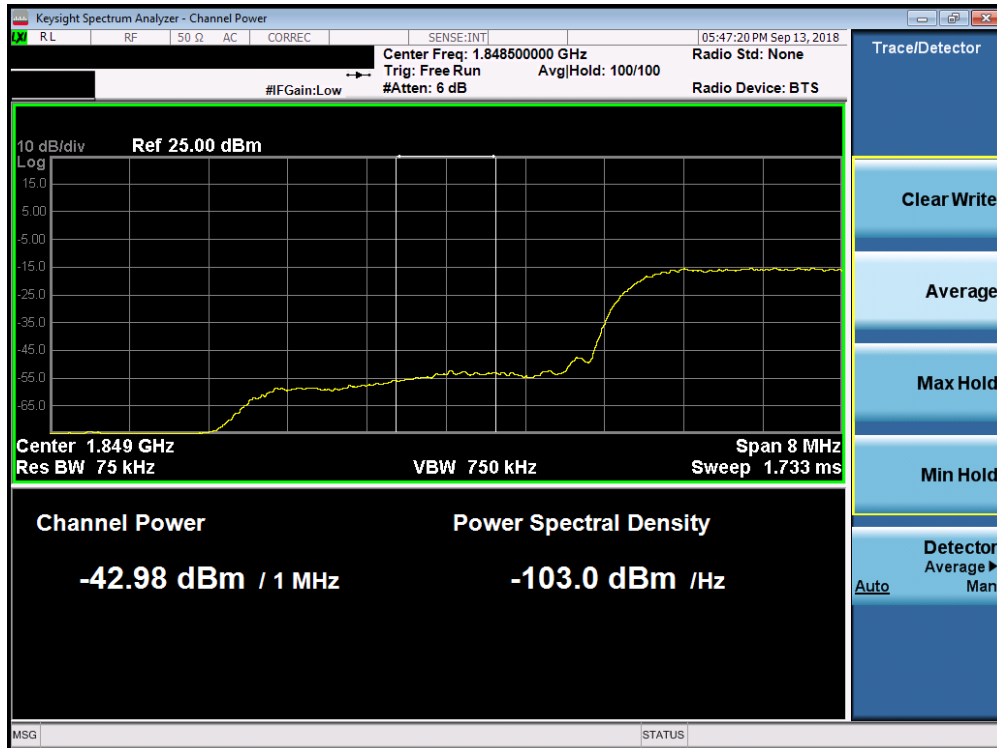 Keysight Spectrum Analyzer - Channel Power
LXI RL RF 50 Ω AC CORREC SENSE:INT 05:47:20 PM Sep 13, 2018
Center Freq: 1.848500000 GHz Radio Std: None
Trig: Free Run Avg|Hold: 100/100
#IFGain:Low #Atten: 6 dB Radio Device: BTS
10 dB/div Ref 25.00 dBm
Log
15.0
5.00
-5.00
-15.0
-25.0
-35.0
-45.0
-55.0
-65.0
Center 1.849 GHz Span 8 MHz
Res BW 75 kHz VBW 750 kHz Sweep 1.733 ms
Channel Power Power Spectral Density
-42.98 dBm / 1 MHz -103.0 dBm /Hz
MSG STATUS
Trace/Detector
Clear Write
Average
Max Hold
Min Hold
Detector
Average
Auto Man